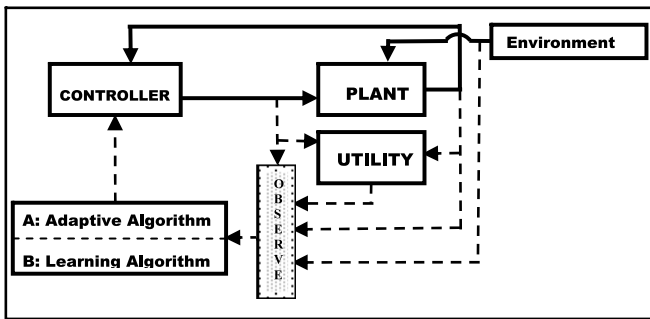 Environment
CONTROLLER
PLANT
UTILITY
OBSERVE
A: Adaptive Algorithm
B: Learning Algorithm